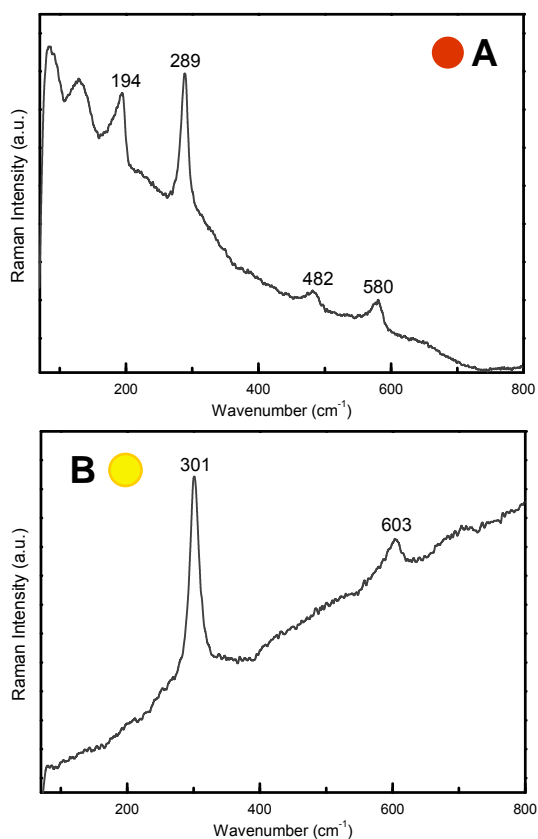 A
194
289
482
580
Raman Intensity (a.u.)
200 400 600 800
Wavenumber (cm⁻¹)
B
301
603
Raman Intensity (a.u.)
200 400 600 800
Wavenumber (cm⁻¹)